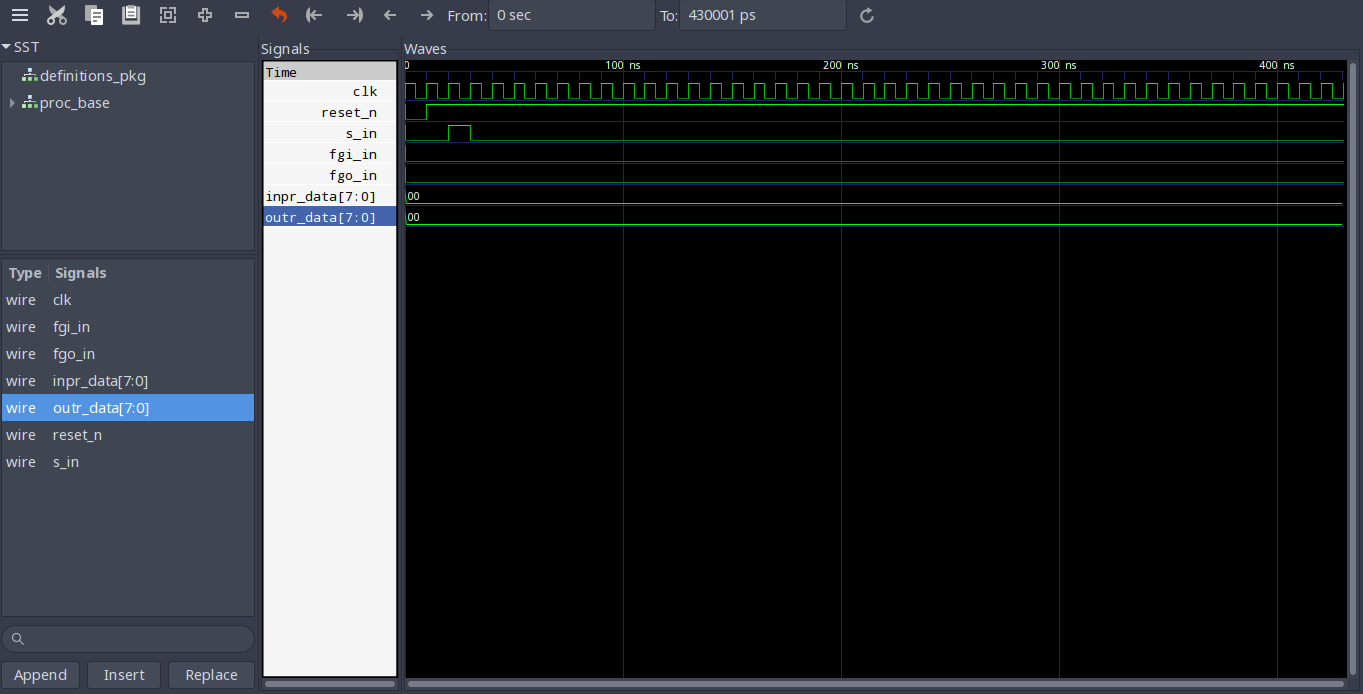 From: 0 sec To: 430001 ps
SST
definitions_pkg
proc_base
Type Signals
wire clk
wire fgi_in
wire fgo_in
wire inpr_data[7:0]
wire outr_data[7:0]
wire reset_n
wire s_in
Append Insert Replace
Signals
Time
clk
reset_n
s_in
fgi_in
fgo_in
inpr_data[7:0]
outr_data[7:0]
Waves
0 100 ns 200 ns 300 ns 400 ns
00
00